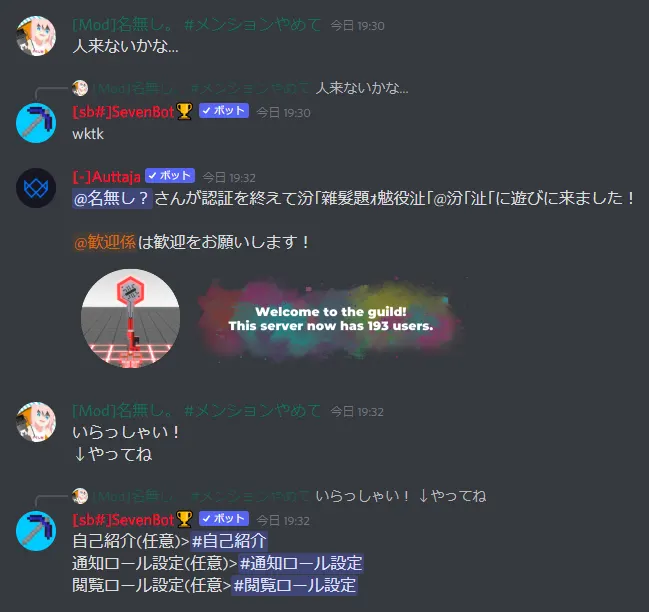 [Mod]名無し。 #メンションやめて 今日 19:30
人来ないかな...
[Mod]名無し。 #メンションやめて 人来ないかな...
[sb#]SevenBot🏆 ✓ボット 今日 19:30
wktk
[-]Auttaja ✓ボット 今日 19:32
@名無し？さんが認証を終えて汾｢雜髮題ｫ魃役沚｢@汾｢沚｢に遊びに来ました！
@歓迎係は歓迎をお願いします！
Welcome to the guild!
This server now has 193 users.
[Mod]名無し。 #メンションやめて 今日 19:32
いらっしゃい！
↓やってね
[Mod]名無し。 #メンションやめて いらっしゃい！ ↓やってね
[sb#]SevenBot🏆 ✓ボット 今日 19:32
自己紹介(任意)>#自己紹介
通知ロール設定(任意)>#通知ロール設定
閲覧ロール設定(任意>#閲覧ロール設定